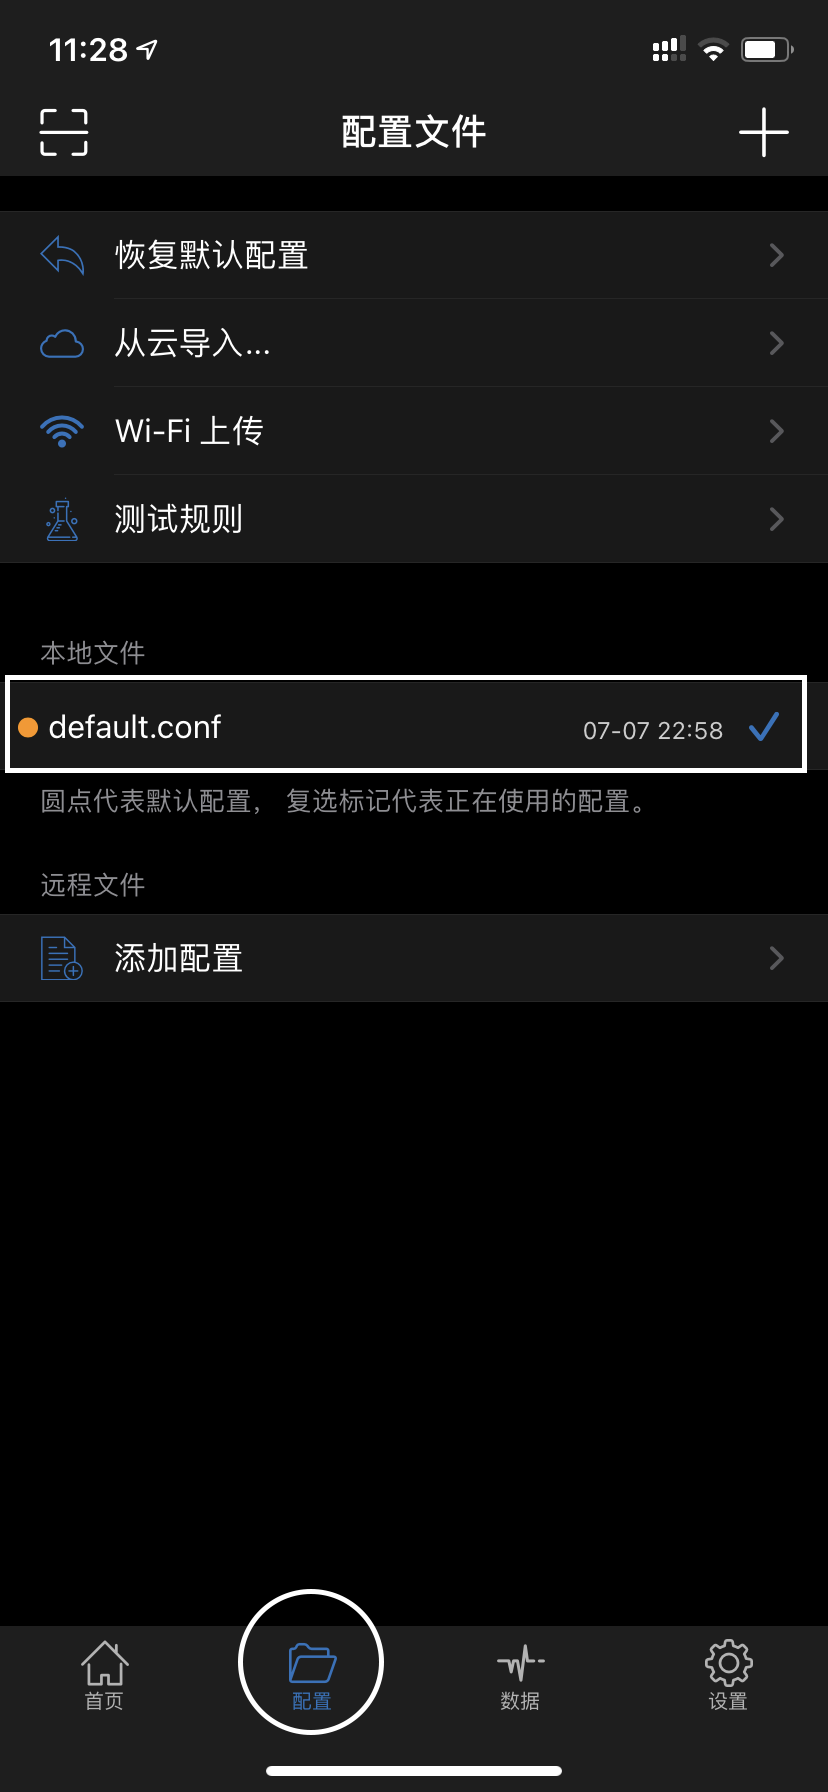 11:28
配置文件
恢复默认配置
从云导入...
Wi-Fi 上传
测试规则
本地文件
default.conf 07-07 22:58
圆点代表默认配置， 复选标记代表正在使用的配置。
远程文件
添加配置
首页 配置 数据 设置